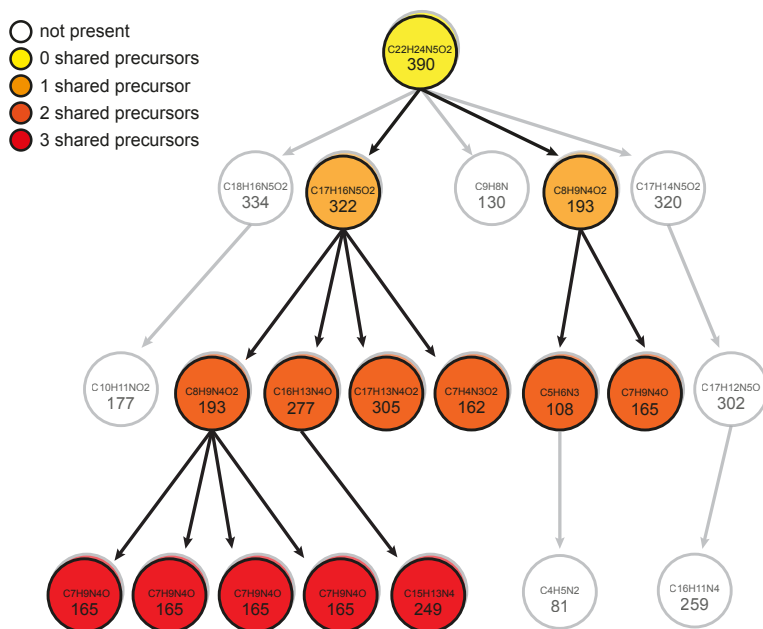 not present
0 shared precursors
1 shared precursor
2 shared precursors
3 shared precursors
C22H24N5O2
390
C18H16N5O2
334
C17H16N5O2
322
C9H8N
130
C8H9N4O2
193
C17H14N5O2
320
C10H11NO2
177
C8H9N4O2
193
C16H13N4O
277
C17H13N4O2
305
C7H4N3O2
162
C5H6N3
108
C7H9N4O
165
C17H12N5O
302
C7H9N4O
165
C7H9N4O
165
C7H9N4O
165
C7H9N4O
165
C15H13N4
249
C4H5N2
81
C16H11N4
259